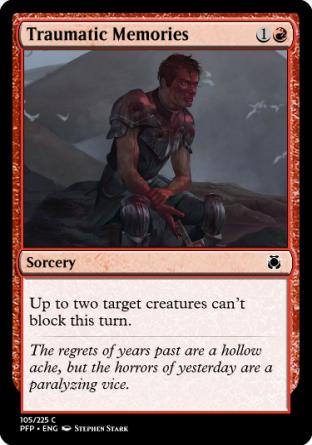 Traumatic Memories 1
Sorcery
Up to two target creatures can't
block this turn.
The regrets of years past are a hollow
ache, but the horrors of yesterday are a
paralyzing vice.
105/225 C
PFP • ENG Stephen Stark